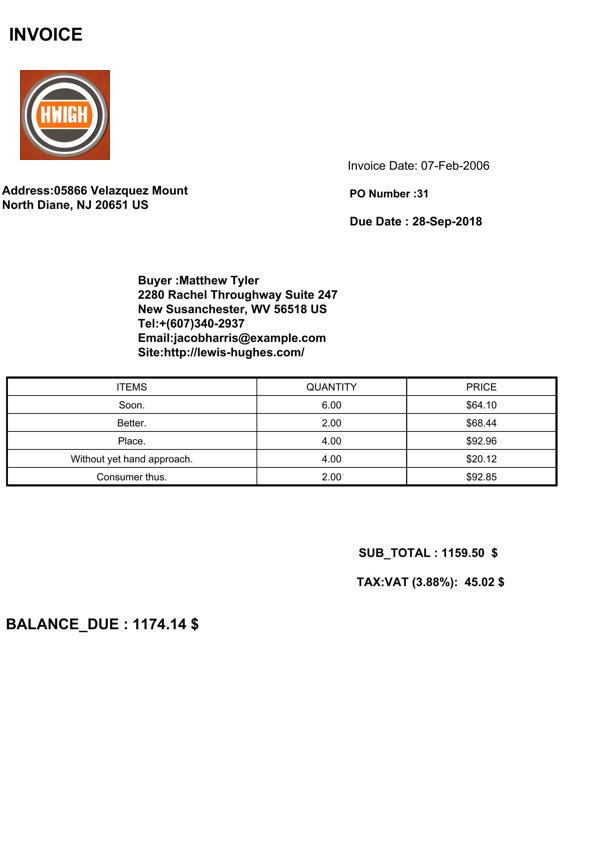 INVOICE
HWIGH
Invoice Date: 07-Feb-2006
Address:05866 Velazquez Mount
North Diane, NJ 20651 US
PO Number :31
Due Date : 28-Sep-2018
Buyer :Matthew Tyler
2280 Rachel Throughway Suite 247
New Susanchester, WV 56518 US
Tel:+(607)340-2937
Email:jacobharris@example.com
Site:http://lewis-hughes.com/
ITEMS QUANTITY PRICE
Soon. 6.00 $64.10
Better. 2.00 $68.44
Place. 4.00 $92.96
Without yet hand approach. 4.00 $20.12
Consumer thus. 2.00 $92.85
SUB_TOTAL : 1159.50 $
TAX:VAT (3.88%): 45.02 $
BALANCE_DUE : 1174.14 $